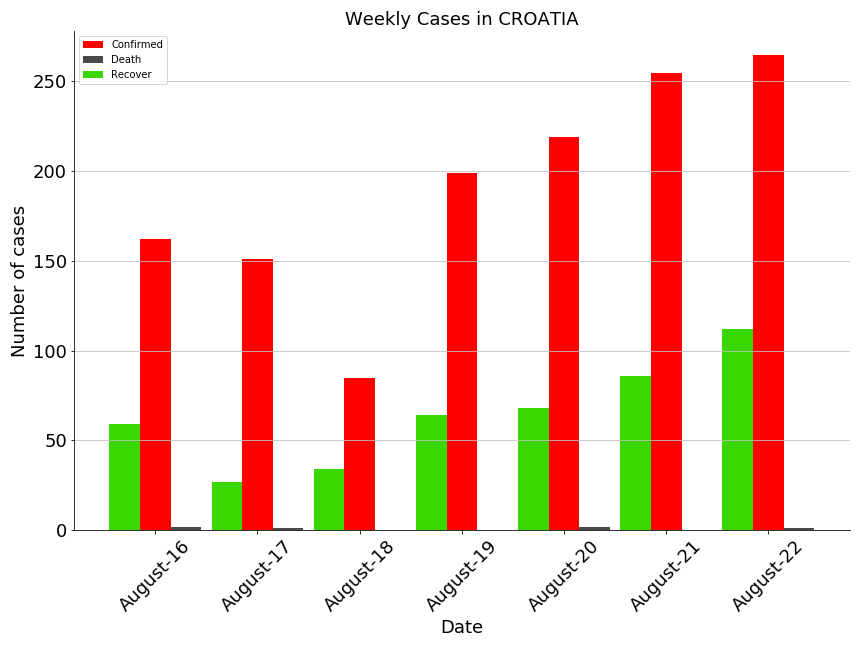 Weekly Cases in CROATIA
Confirmed
Death
Recover
Number of cases
250
200
150
100
50
0
August-16
August-17
August-18
August-19
August-20
August-21
August-22
Date